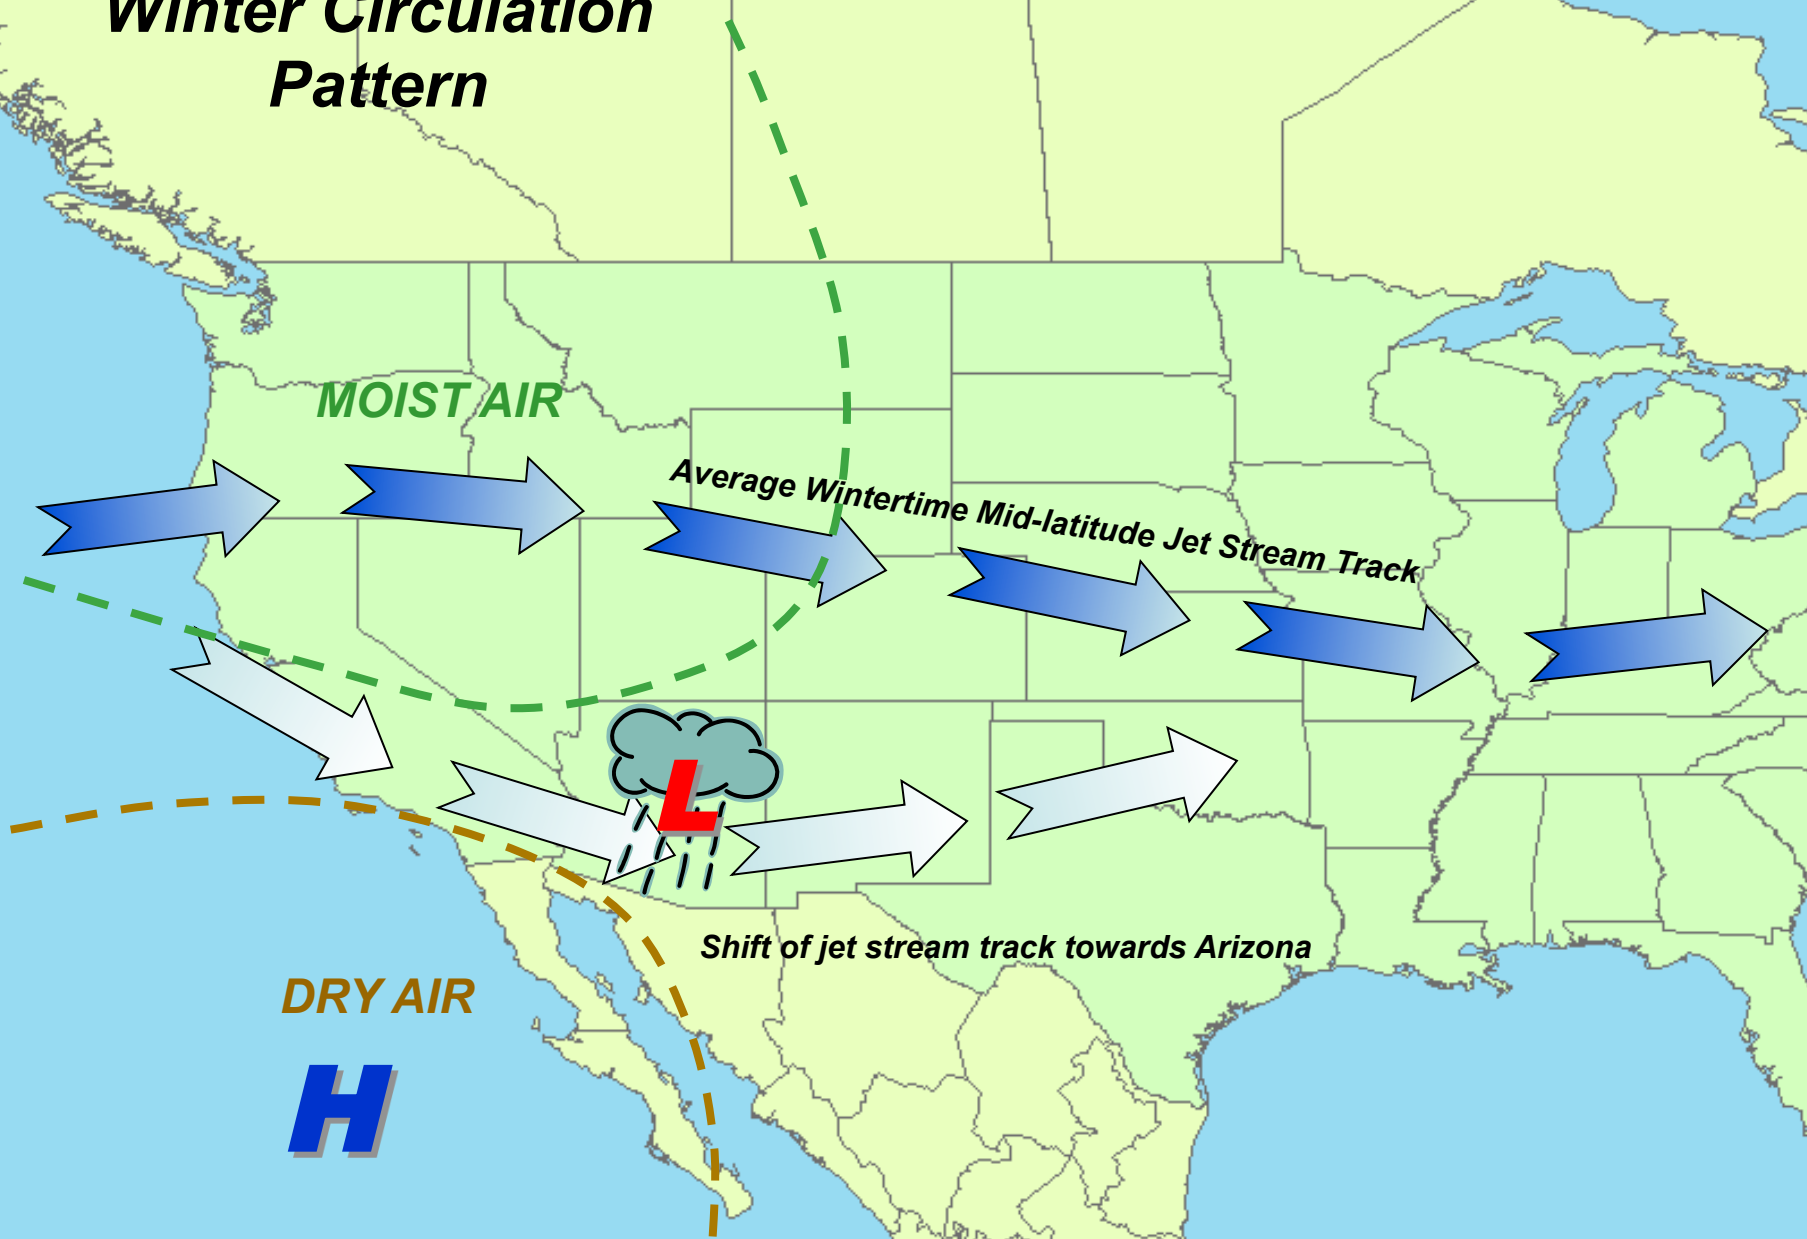 Winter Circulation
Pattern
MOIST AIR
Average Wintertime Mid-latitude Jet Stream Track
L
Shift of jet stream track towards Arizona
DRY AIR
H